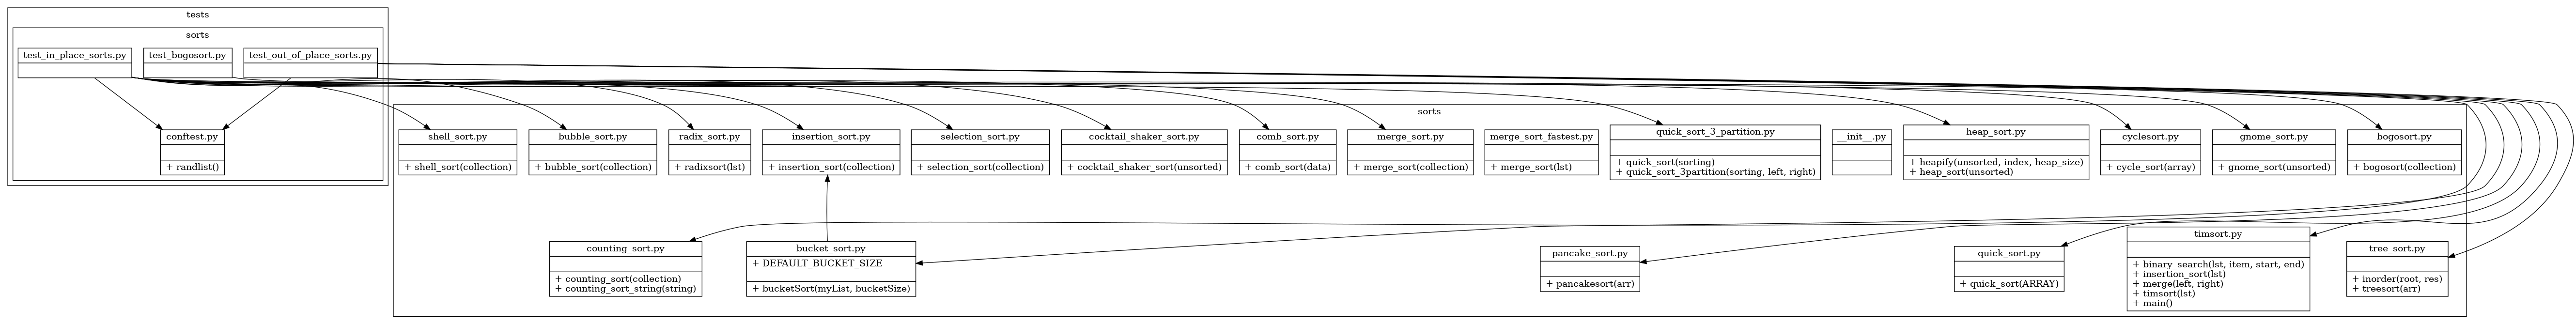 tests
sorts
test_in_place_sorts.py
test_bogosort.py
test_out_of_place_sorts.py
conftest.py
+ randlist()
sorts
shell_sort.py
+ shell_sort(collection)
bubble_sort.py
+ bubble_sort(collection)
radix_sort.py
+ radixsort(lst)
insertion_sort.py
+ insertion_sort(collection)
selection_sort.py
+ selection_sort(collection)
cocktail_shaker_sort.py
+ cocktail_shaker_sort(unsorted)
comb_sort.py
+ comb_sort(data)
merge_sort.py
+ merge_sort(collection)
merge_sort_fastest.py
+ merge_sort(lst)
quick_sort_3_partition.py
+ quick_sort(sorting)
+ quick_sort_3partition(sorting, left, right)
__init__.py
heap_sort.py
+ heapify(unsorted, index, heap_size)
+ heap_sort(unsorted)
cyclesort.py
+ cycle_sort(array)
gnome_sort.py
+ gnome_sort(unsorted)
bogosort.py
+ bogosort(collection)
counting_sort.py
+ counting_sort(collection)
+ counting_sort_string(string)
bucket_sort.py
+ DEFAULT_BUCKET_SIZE
+ bucketSort(myList, bucketSize)
pancake_sort.py
+ pancakesort(arr)
quick_sort.py
+ quick_sort(ARRAY)
timsort.py
+ binary_search(lst, item, start, end)
+ insertion_sort(lst)
+ merge(left, right)
+ timsort(lst)
+ main()
tree_sort.py
+ inorder(root, res)
+ treesort(arr)